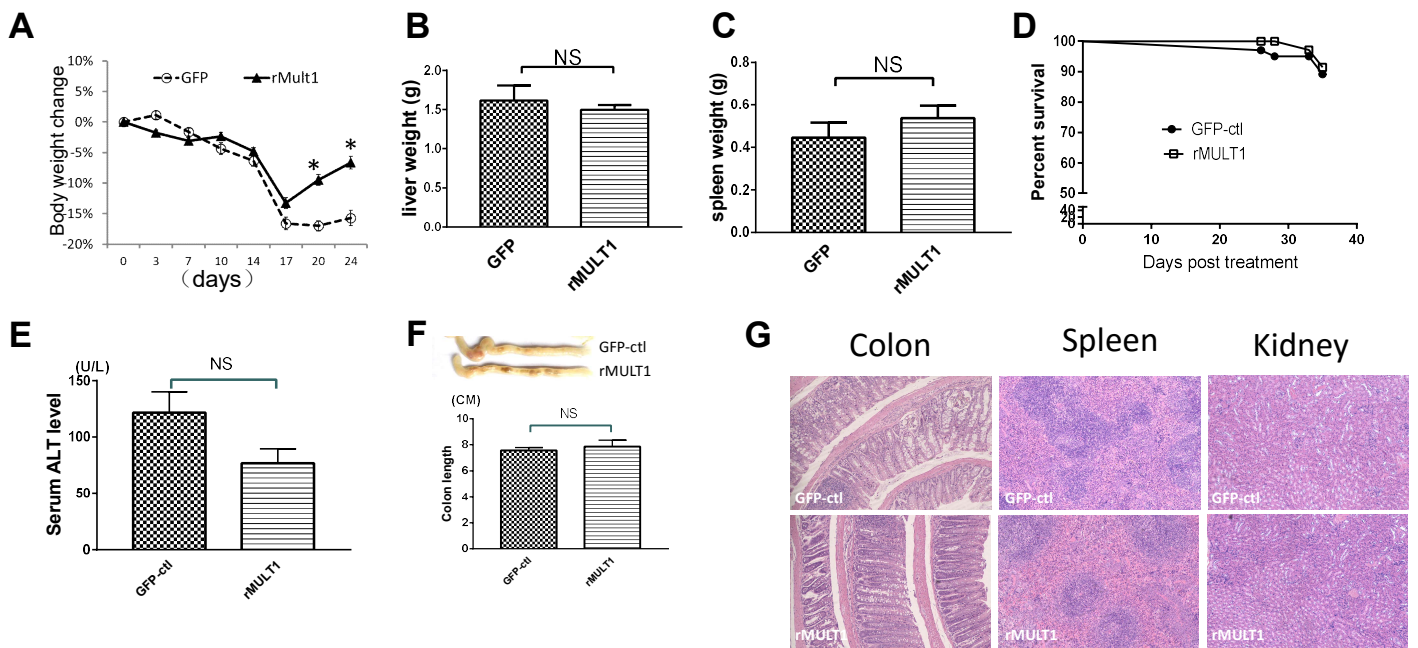 A
10%
5%
0%
-5%
-10%
-15%
-20%
Body weight change
GFP
rMult1
*
*
0 3 7 10 14 17 20 24
(days)
B
NS
2.0
1.5
1.0
0.5
0.0
liver weight (g)
GFP
rMULT1
C
NS
0.8
0.6
0.4
0.2
0.0
spleen weight (g)
GFP
rMULT1
D
100
90
80
70
60
50
40
20
0
Percent survival
GFP-ctl
rMULT1
0 10 20 30 40
Days post treatment
E
(U/L)
NS
150
100
50
0
Serum ALT level
GFP-ctl
rMULT1
F
GFP-ctl
rMULT1
(CM)
NS
10
8
6
4
2
0
Colon length
GFP-ctl
rMULT1
G
Colon Spleen Kidney
GFP-ctl GFP-ctl GFP-ctl
rMULT1 rMULT1 rMULT1